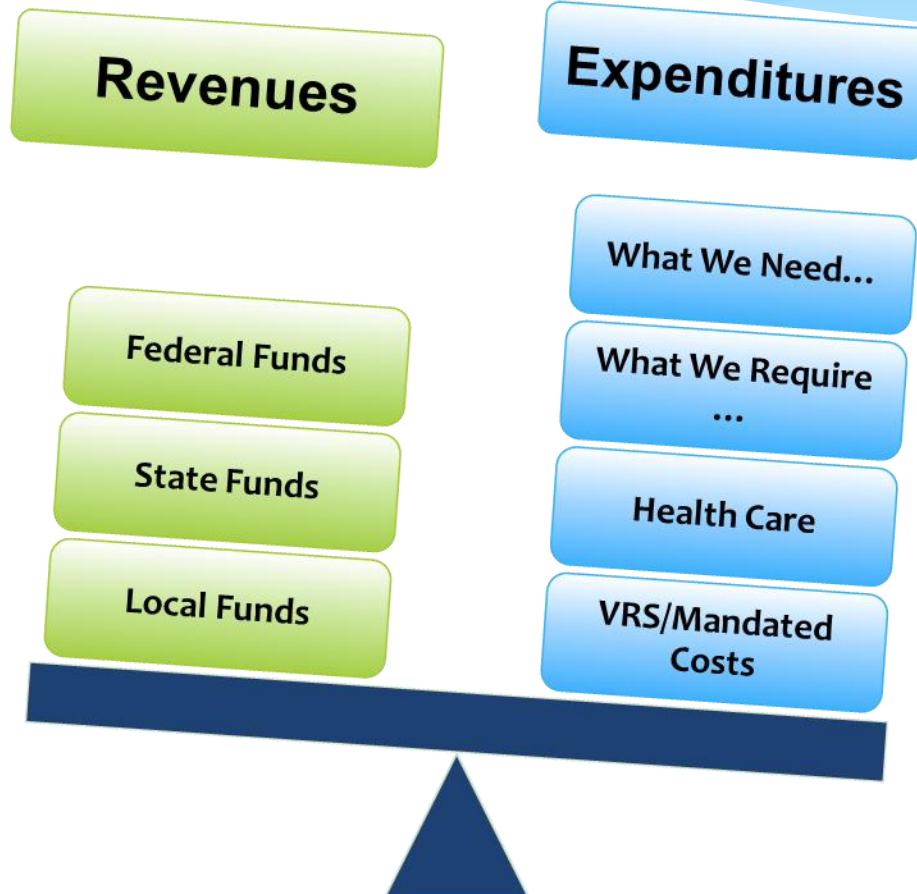 Revenues
Expenditures
Federal Funds
State Funds
Local Funds
What We Need...
What We Require
...
Health Care
VRS/Mandated
Costs